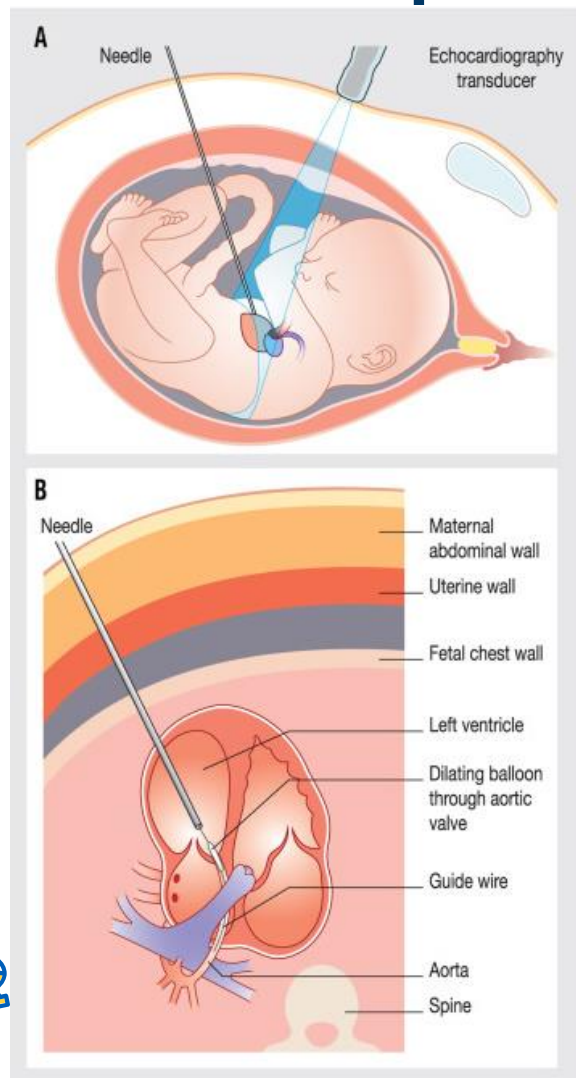 A
Needle
Echocardiography
transducer
B
Needle
Maternal
abdominal wall
Uterine wall
Fetal chest wall
Left ventricle
Dilating balloon
through aortic
valve
Guide wire
Aorta
Spine